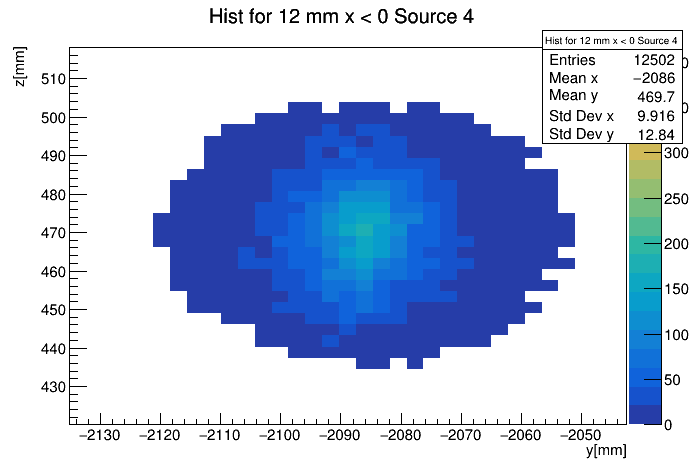 Hist for 12 mm x < 0 Source 4
z[mm]
Hist for 12 mm x < 0 Source 4
Entries 12502
Mean x −2086
Mean y 469.7
Std Dev x 9.916
Std Dev y 12.84
510
500
490
480
470
460
450
440
430
−2130 −2120 −2110 −2100 −2090 −2080 −2070 −2060 −2050
y[mm]
300
250
200
150
100
50
0